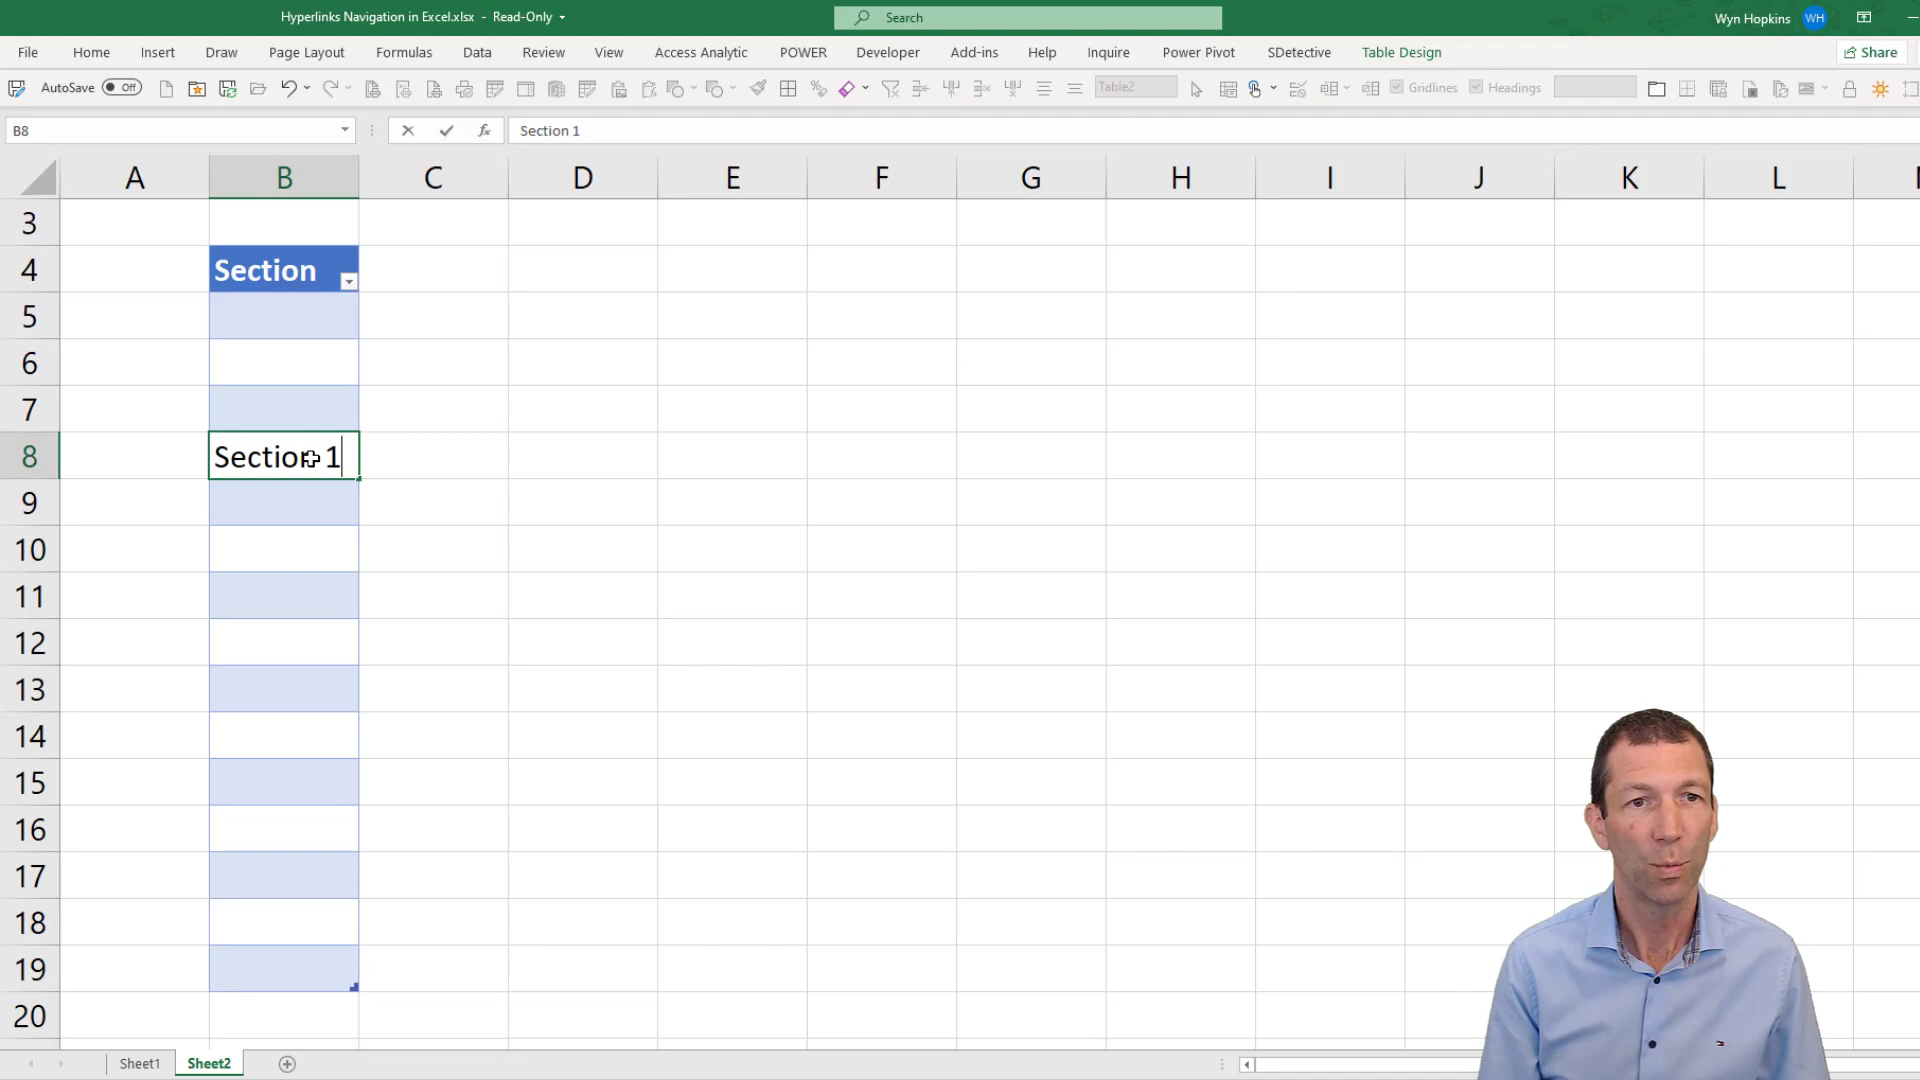 Hyperlinks Navigation in Excel.xlsx - Read-Only
Search
Wyn Hopkins WH
File Home Insert Draw Page Layout Formulas Data Review View Access Analytic POWER Developer Add-ins Help Inquire Power Pivot SDetective Table Design Share
AutoSave Off Table2 Gridlines Headings
B8 fx Section 1
A B C D E F G H I J K L
3
4 Section
5
6
7
8 Section 1
9
10
11
12
13
14
15
16
17
18
19
20
Sheet1 Sheet2